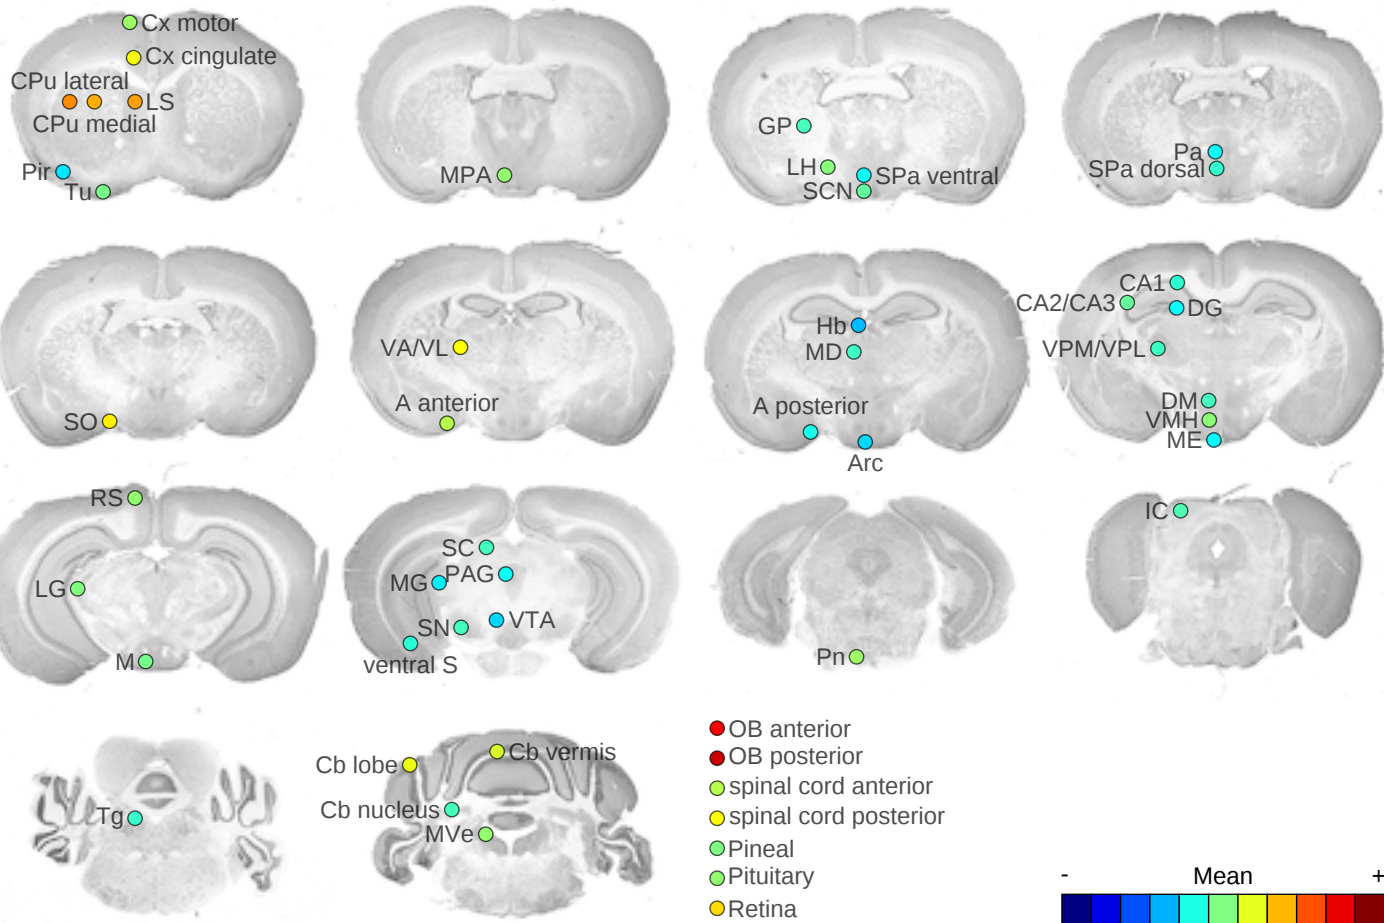 Cx motor
Cx cingulate
CPu lateral
LS
CPu medial
Pir
Tu
MPA
GP
LH
SPa ventral
SCN
Pa
SPa dorsal
SO
VA/VL
A anterior
Hb
MD
A posterior
Arc
CA1
CA2/CA3
DG
VPM/VPL
DM
VMH
ME
RS
LG
M
SC
MG
PAG
SN
VTA
ventral S
Pn
IC
Tg
Cb lobe
Cb vermis
Cb nucleus
MVe
OB anterior
OB posterior
spinal cord anterior
spinal cord posterior
Pineal
Pituitary
Retina
- Mean +